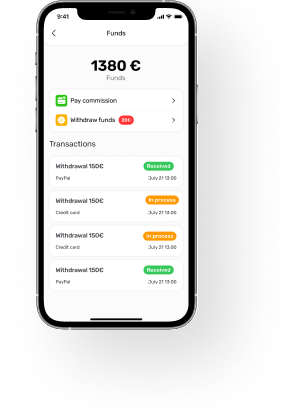 9:41
Funds
1380 €
Funds
Pay commission
Withdraw funds 20€
Transactions
Withdrawal 150€ Received
PayPal July 21 13:00
Withdrawal 150€ In process
Credit card July 21 13:00
Withdrawal 150€ In process
Credit card July 21 13:00
Withdrawal 150€ Received
PayPal July 21 13:00